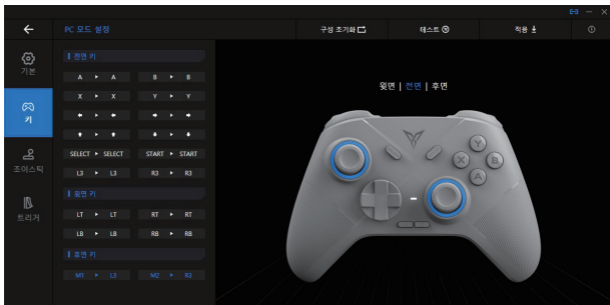 PC 모드 설정
구성 초기화
테스트
적용
기본
키
조이스틱
트리거
전면 키
A ▸ A B ▸ B
X ▸ X Y ▸ Y
SELECT ▸ SELECT START ▸ START
L3 ▸ L3 R3 ▸ R3
윗면 키
LT ▸ LT RT ▸ RT
LB ▸ LB RB ▸ RB
후면 키
M1 ▸ L3 M2 ▸ R3
윗면 | 전면 | 후면
Y
X B
A